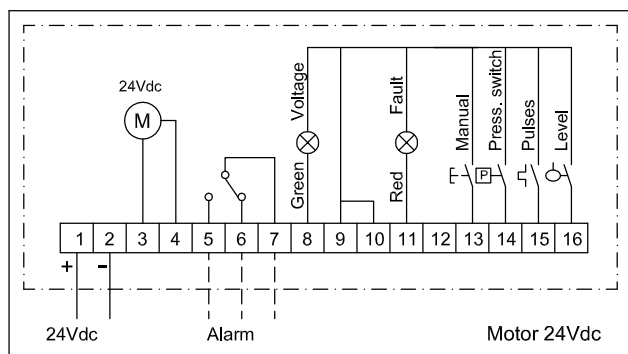 24Vdc
M
Voltage
Green
Fault
Red
Manual
Press. switch
Pulses
Level
P
1 2 3 4 5 6 7 8 9 10 11 12 13 14 15 16
+ -
24Vdc Alarm Motor 24Vdc